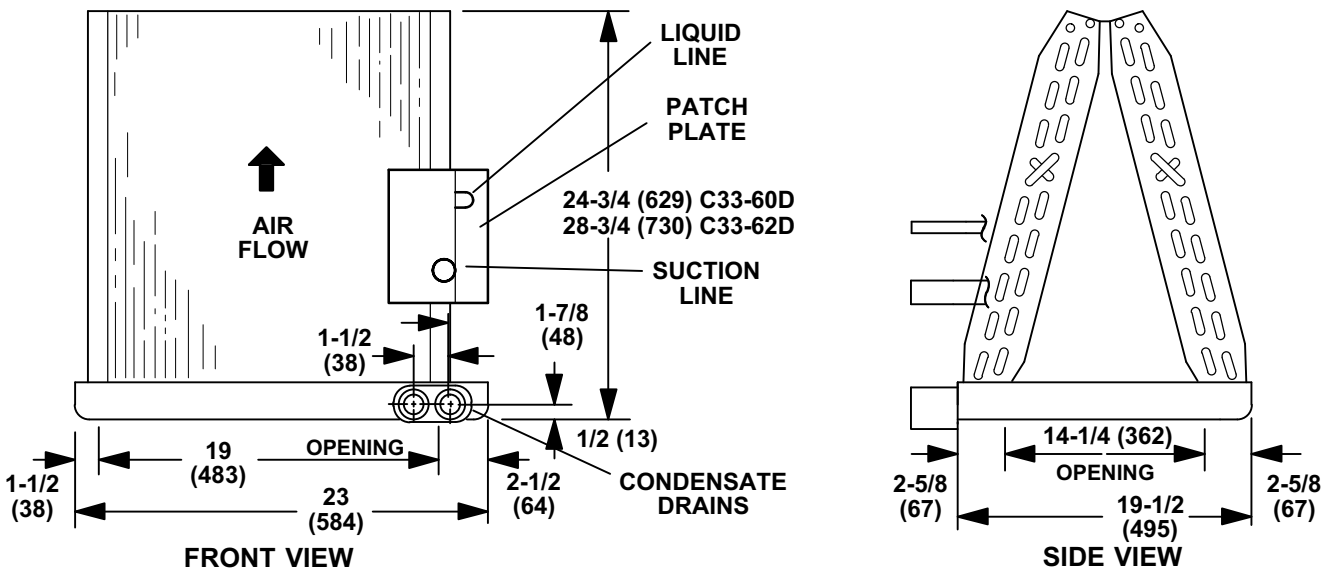 LIQUID
LINE
PATCH
PLATE
24-3/4 (629) C33-60D
28-3/4 (730) C33-62D
AIR
FLOW
SUCTION
LINE
1-7/8
(48)
1-1/2
(38)
1/2 (13)
OPENING
19
(483)
1-1/2
(38)
23
(584)
2-1/2
(64)
CONDENSATE
DRAINS
FRONT VIEW
14-1/4 (362)
OPENING
2-5/8
(67)
19-1/2
(495)
2-5/8
(67)
SIDE VIEW